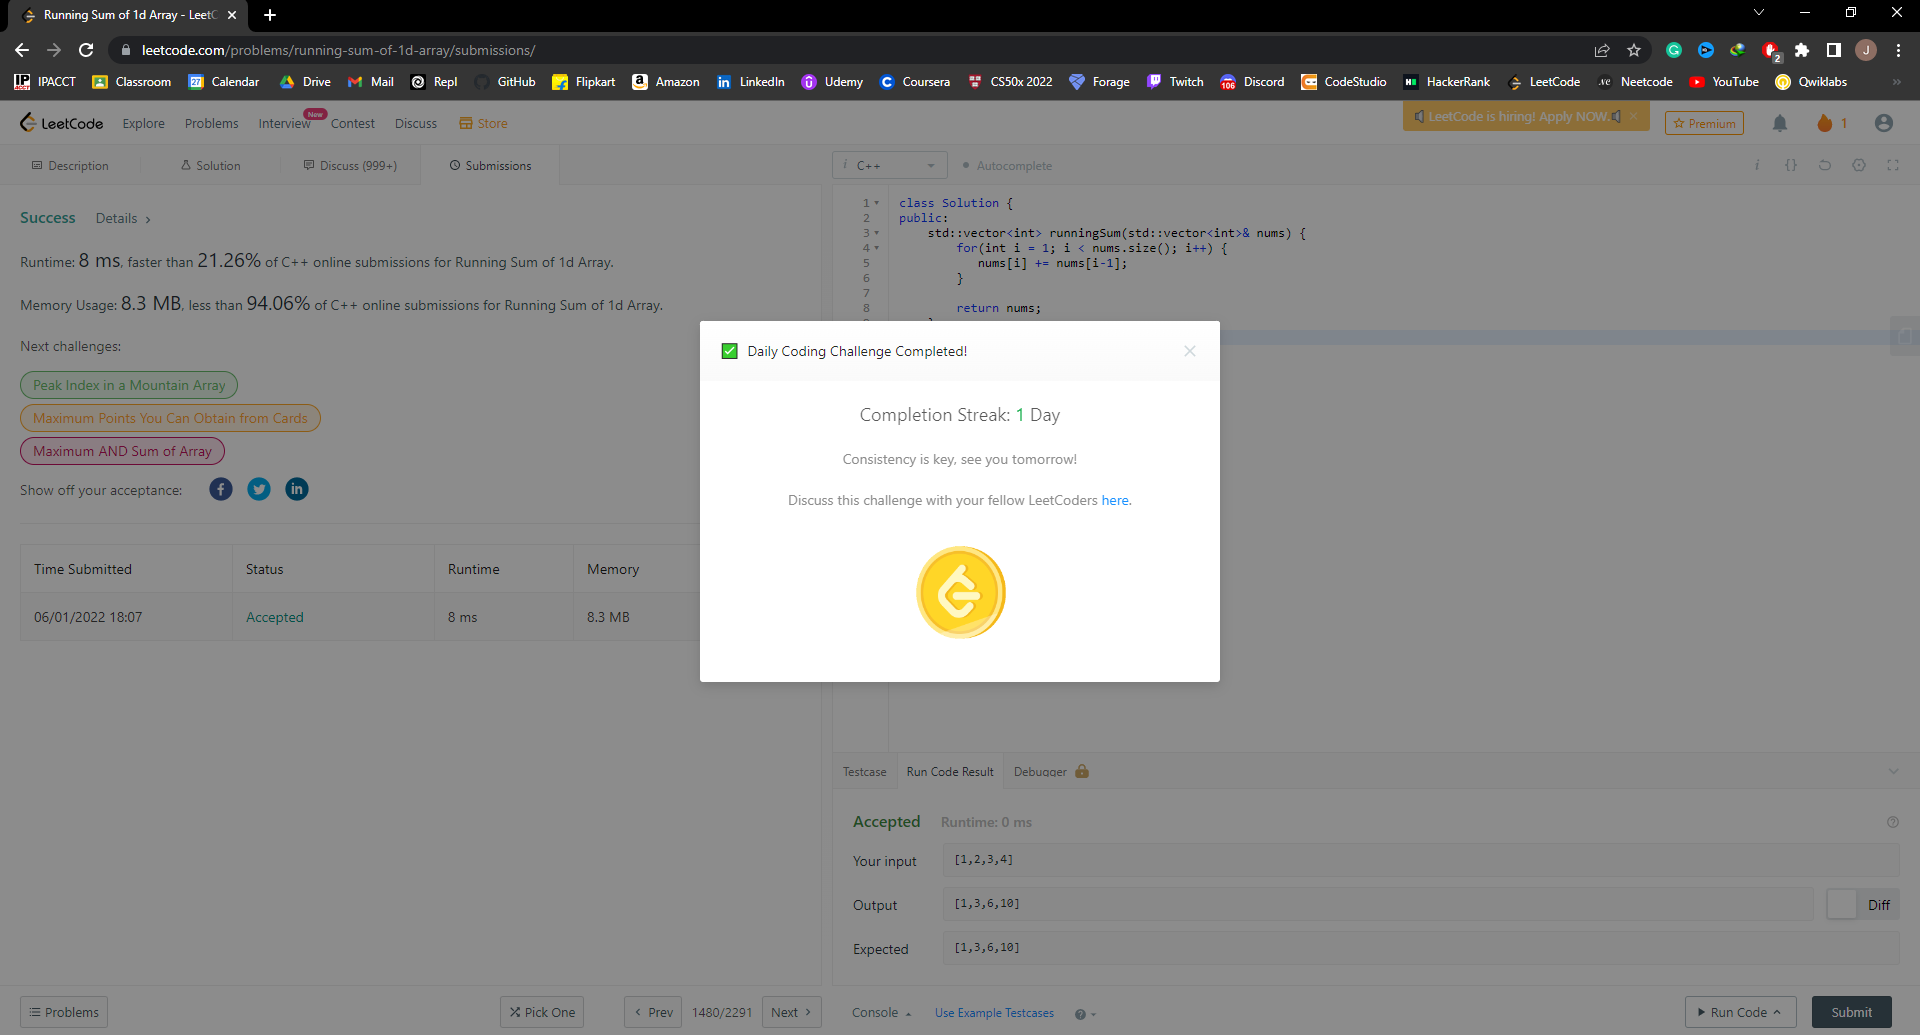 Running Sum of 1d Array - LeetC
leetcode.com/problems/running-sum-of-1d-array/submissions/
2
J
IP ACCT IPACCT Classroom 27 Calendar Drive Mail Repl GitHub Flipkart a Amazon in LinkedIn Udemy C Coursera CS50x 2022 Forage Twitch 106 Discord CodeStudio HackerRank LeetCode Neetcode YouTube Qwiklabs »
LeetCode Explore Problems Interview New Contest Discuss Store
LeetCode is hiring! Apply NOW. Premium 1
Description Solution Discuss (999+) Submissions
i C++ Autocomplete i {}
Success Details >
Runtime: 8 ms, faster than 21.26% of C++ online submissions for Running Sum of 1d Array.
Memory Usage: 8.3 MB, less than 94.06% of C++ online submissions for Running Sum of 1d Array.
Next challenges:
Peak Index in a Mountain Array
Maximum Points You Can Obtain from Cards
Maximum AND Sum of Array
Show off your acceptance: f in
Time Submitted Status Runtime Memory
06/01/2022 18:07 Accepted 8 ms 8.3 MB
1 class Solution {
2 public:
3 std::vector<int> runningSum(std::vector<int>& nums) {
4 for(int i = 1; i < nums.size(); i++) {
5 nums[i] += nums[i-1];
6 }
7
8 return nums;
Daily Coding Challenge Completed!
Completion Streak: 1 Day
Consistency is key, see you tomorrow!
Discuss this challenge with your fellow LeetCoders here.
Testcase Run Code Result Debugger
Accepted Runtime: 0 ms
Your input [1,2,3,4]
Output [1,3,6,10] Diff
Expected [1,3,6,10]
Problems Pick One < Prev 1480/2291 Next >
Console Use Example Testcases ? Run Code Submit